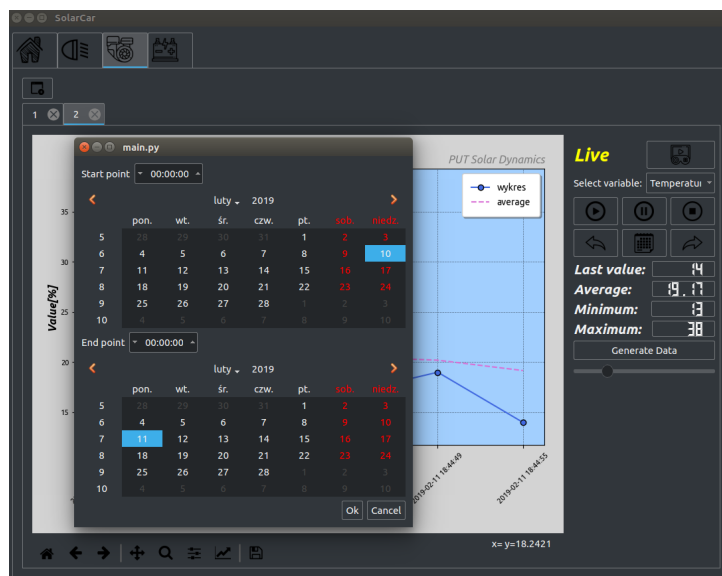 SolarCar
1 2
main.py
Start point 00:00:00
luty 2019
pon. wt. śr. czw. pt. sob. niedz.
5 28 29 30 31 1 2 3
6 4 5 6 7 8 9 10
7 11 12 13 14 15 16 17
8 18 19 20 21 22 23 24
9 25 26 27 28 1 2 3
10 4 5 6 7 8 9 10
End point 00:00:00
luty 2019
pon. wt. śr. czw. pt. sob. niedz.
5 28 29 30 31 1 2 3
6 4 5 6 7 8 9 10
7 11 12 13 14 15 16 17
8 18 19 20 21 22 23 24
9 25 26 27 28 1 2 3
10 4 5 6 7 8 9 10
Ok Cancel
PUT Solar Dynamics
wykres
average
35
30
25
20
15
Value[%]
2019-02-11 18:44:49
2019-02-11 18:44:55
x= y=18.2421
Live
Select variable: Temperatu
Last value: 14
Average: 19.17
Minimum: 13
Maximum: 38
Generate Data